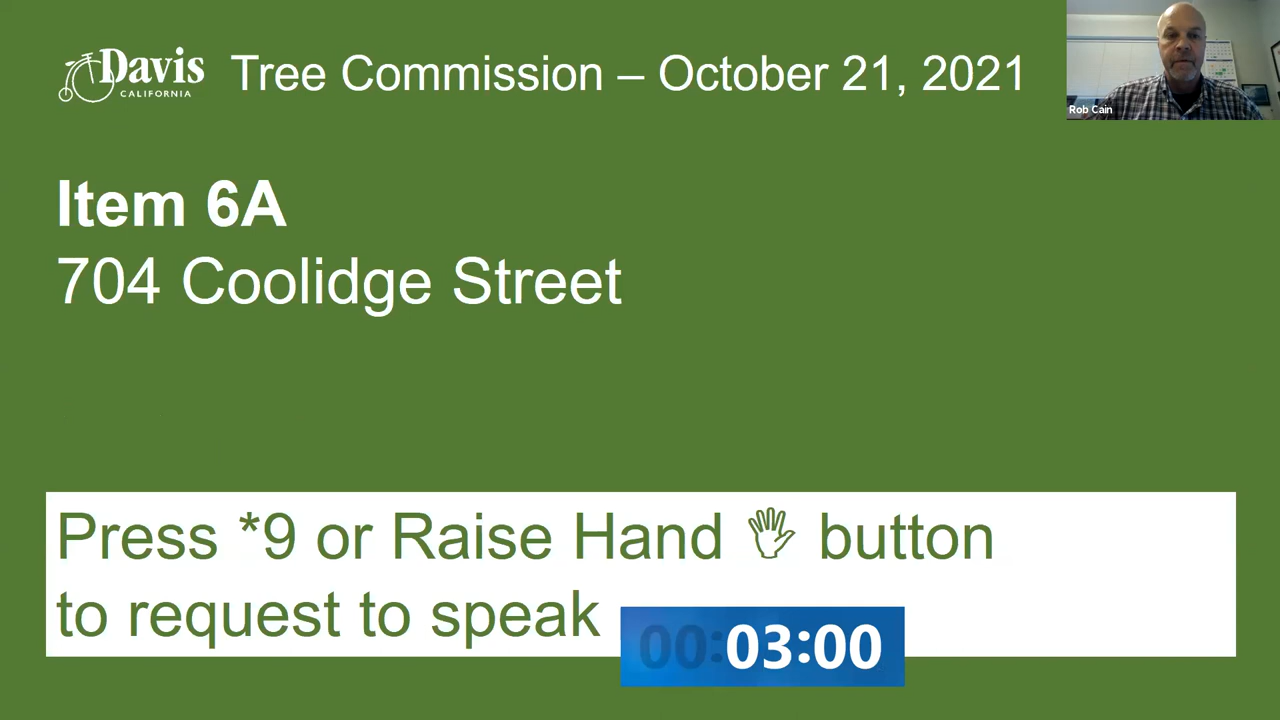 Davis
CALIFORNIA
Tree Commission – October 21, 2021
Rob Cain
Item 6A
704 Coolidge Street
Press *9 or Raise Hand button
to request to speak
00:03:00